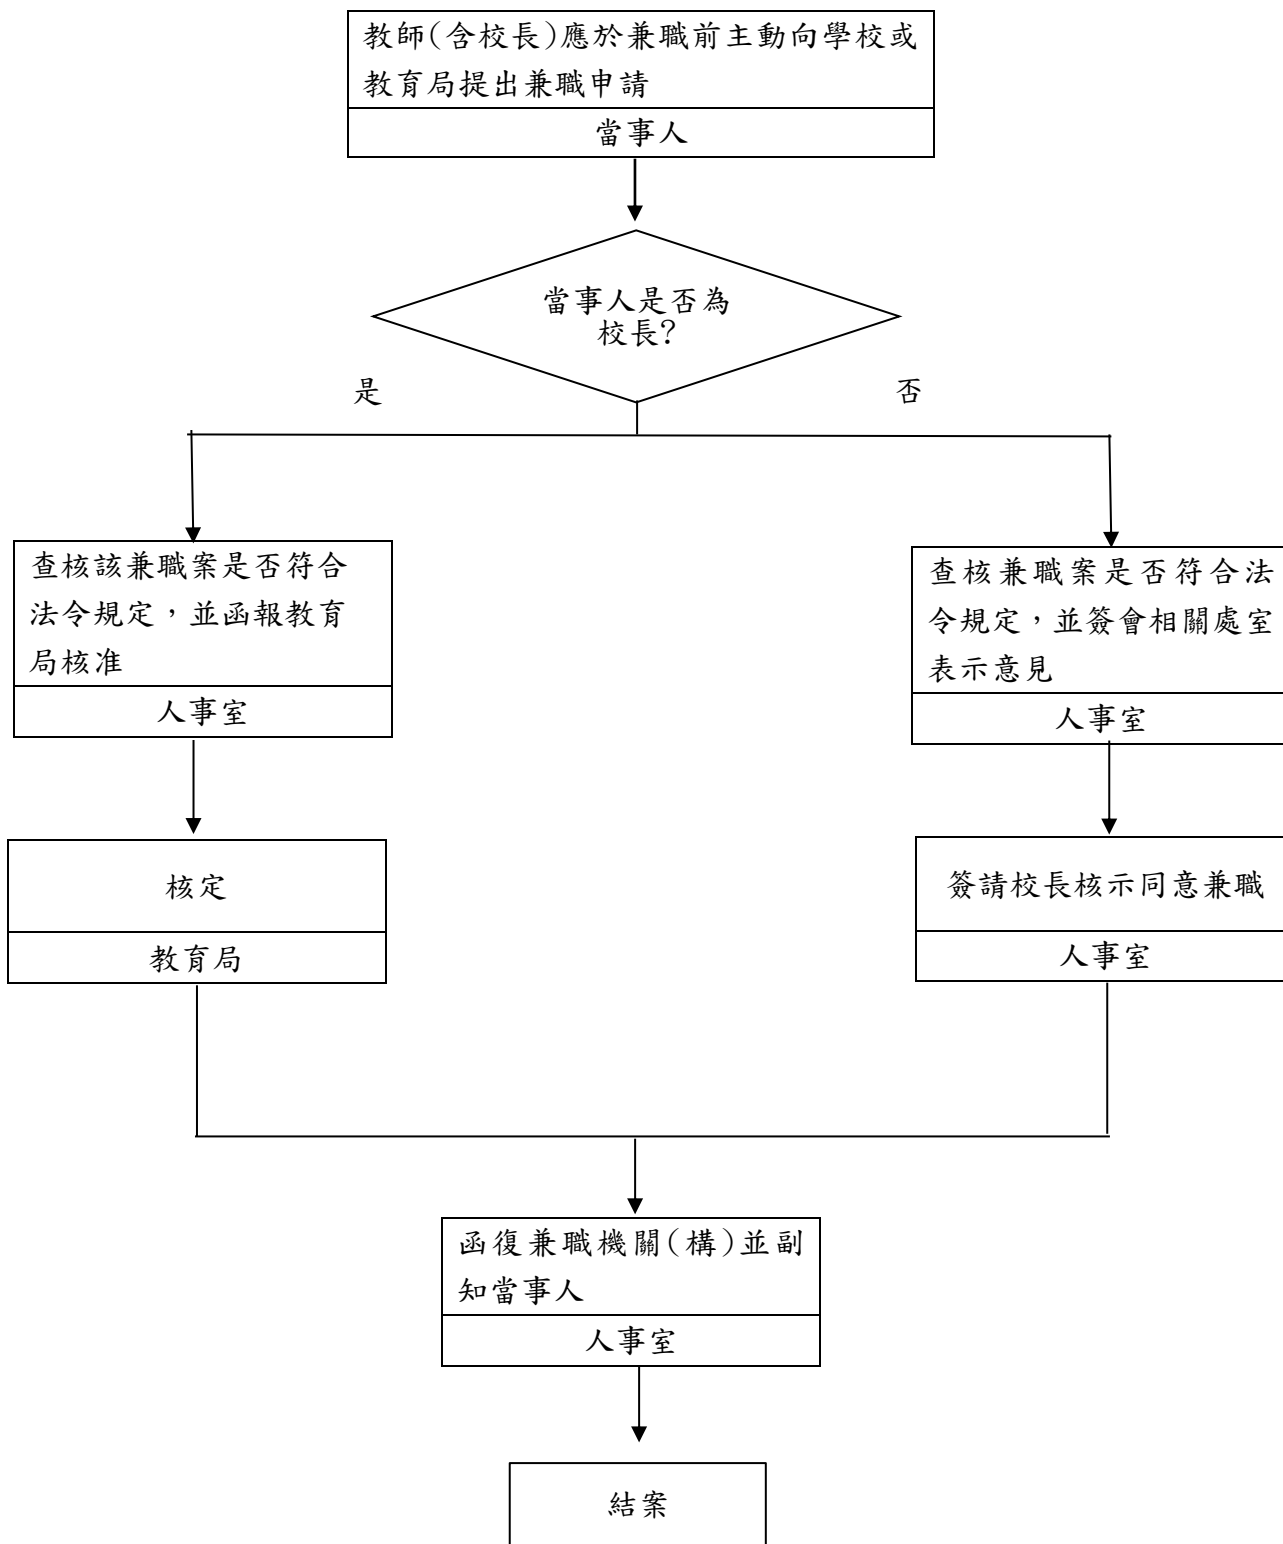 教師(含校長)應於兼職前主動向學校或
教育局提出兼職申請
當事人
當事人是否為
校長?
是
否
查核該兼職案是否符合
法令規定，並函報教育
局核准
人事室
查核兼職案是否符合法
令規定，並簽會相關處室
表示意見
人事室
核定
教育局
簽請校長核示同意兼職
人事室
函復兼職機關(構)並副
知當事人
人事室
結案